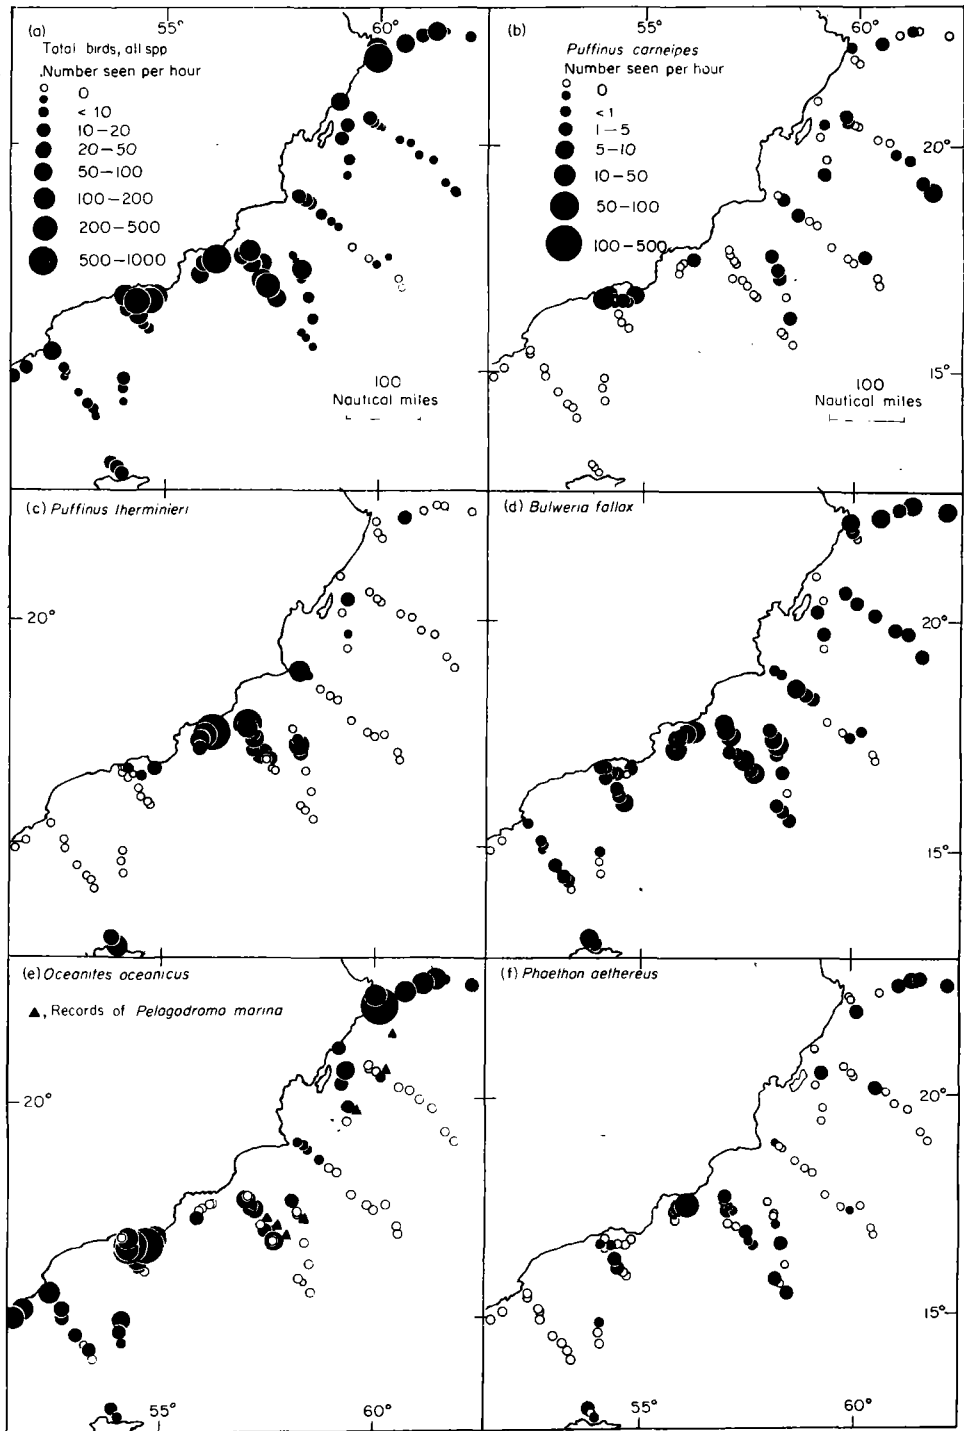 55°
60°
(a)
Total birds, all spp
Number seen per hour
0
< 10
10–20
20–50
50–100
100–200
200–500
500–1000
100
Nautical miles
55°
60°
(b)
Puffinus carneipes
Number seen per hour
0
< 1
1–5
5–10
10–50
50–100
100–500
20°
15°
100
Nautical miles
(c) Puffinus lherminieri
20°
(d) Bulweria fallax
20°
15°
(e) Oceanites oceanicus
▲, Records of Pelagodroma marina
20°
55°
60°
(f) Phaethon aethereus
20°
15°
55°
60°